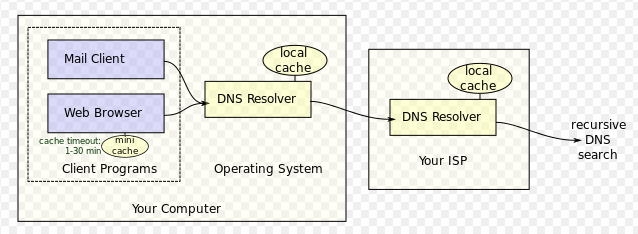 Mail Client
Web Browser
cache timeout:
1-30 min
mini
cache
Client Programs
local
cache
DNS Resolver
Operating System
Your Computer
local
cache
DNS Resolver
Your ISP
recursive
DNS
search